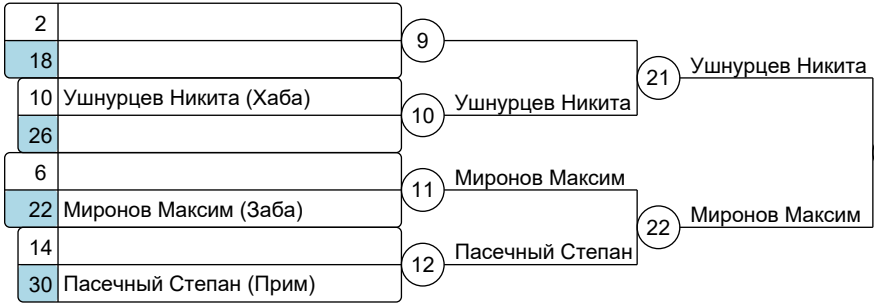 2
9
18
21 Ушнурцев Никита
10 Ушнурцев Никита (Хаба)
10 Ушнурцев Никита
26
6
11 Миронов Максим
22 Миронов Максим (Заба)
22 Миронов Максим
14
12 Пасечный Степан
30 Пасечный Степан (Прим)